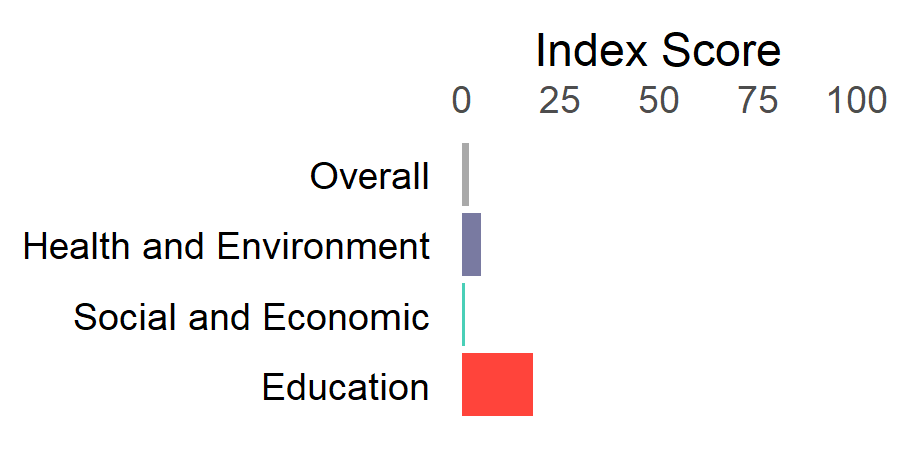 Index Score
0 25 50 75 100
Overall
Health and Environment
Social and Economic
Education